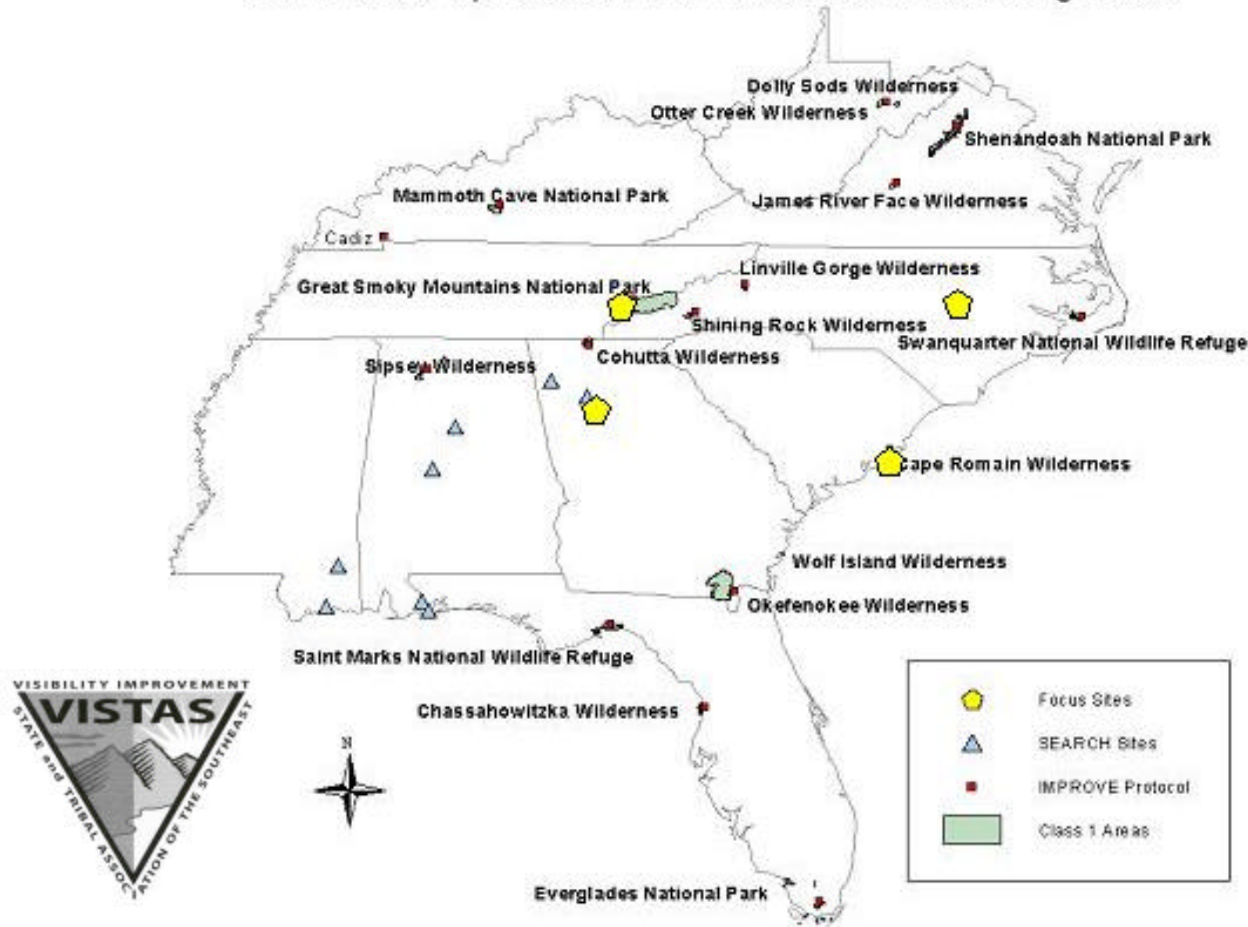 Dolly Sods Wilderness
Otter Creek Wilderness
Shenandoah National Park
Mammoth Cave National Park
James River Face Wilderness
Cadiz
Linville Gorge Wilderness
Great Smoky Mountains National Park
Shining Rock Wilderness
Swanquarter National Wildlife Refuge
Cohutta Wilderness
Sipsey Wilderness
Cape Romain Wilderness
Wolf Island Wilderness
Okefenokee Wilderness
Saint Marks National Wildlife Refuge
Chassahowitzka Wilderness
Everglades National Park
VISIBILITY IMPROVEMENT
VISTAS
STATE and TRIBAL ASSOCIATION OF THE SOUTHEAST
N
Focus Sites
SEARCH Sites
IMPROVE Protocol
Class 1 Areas